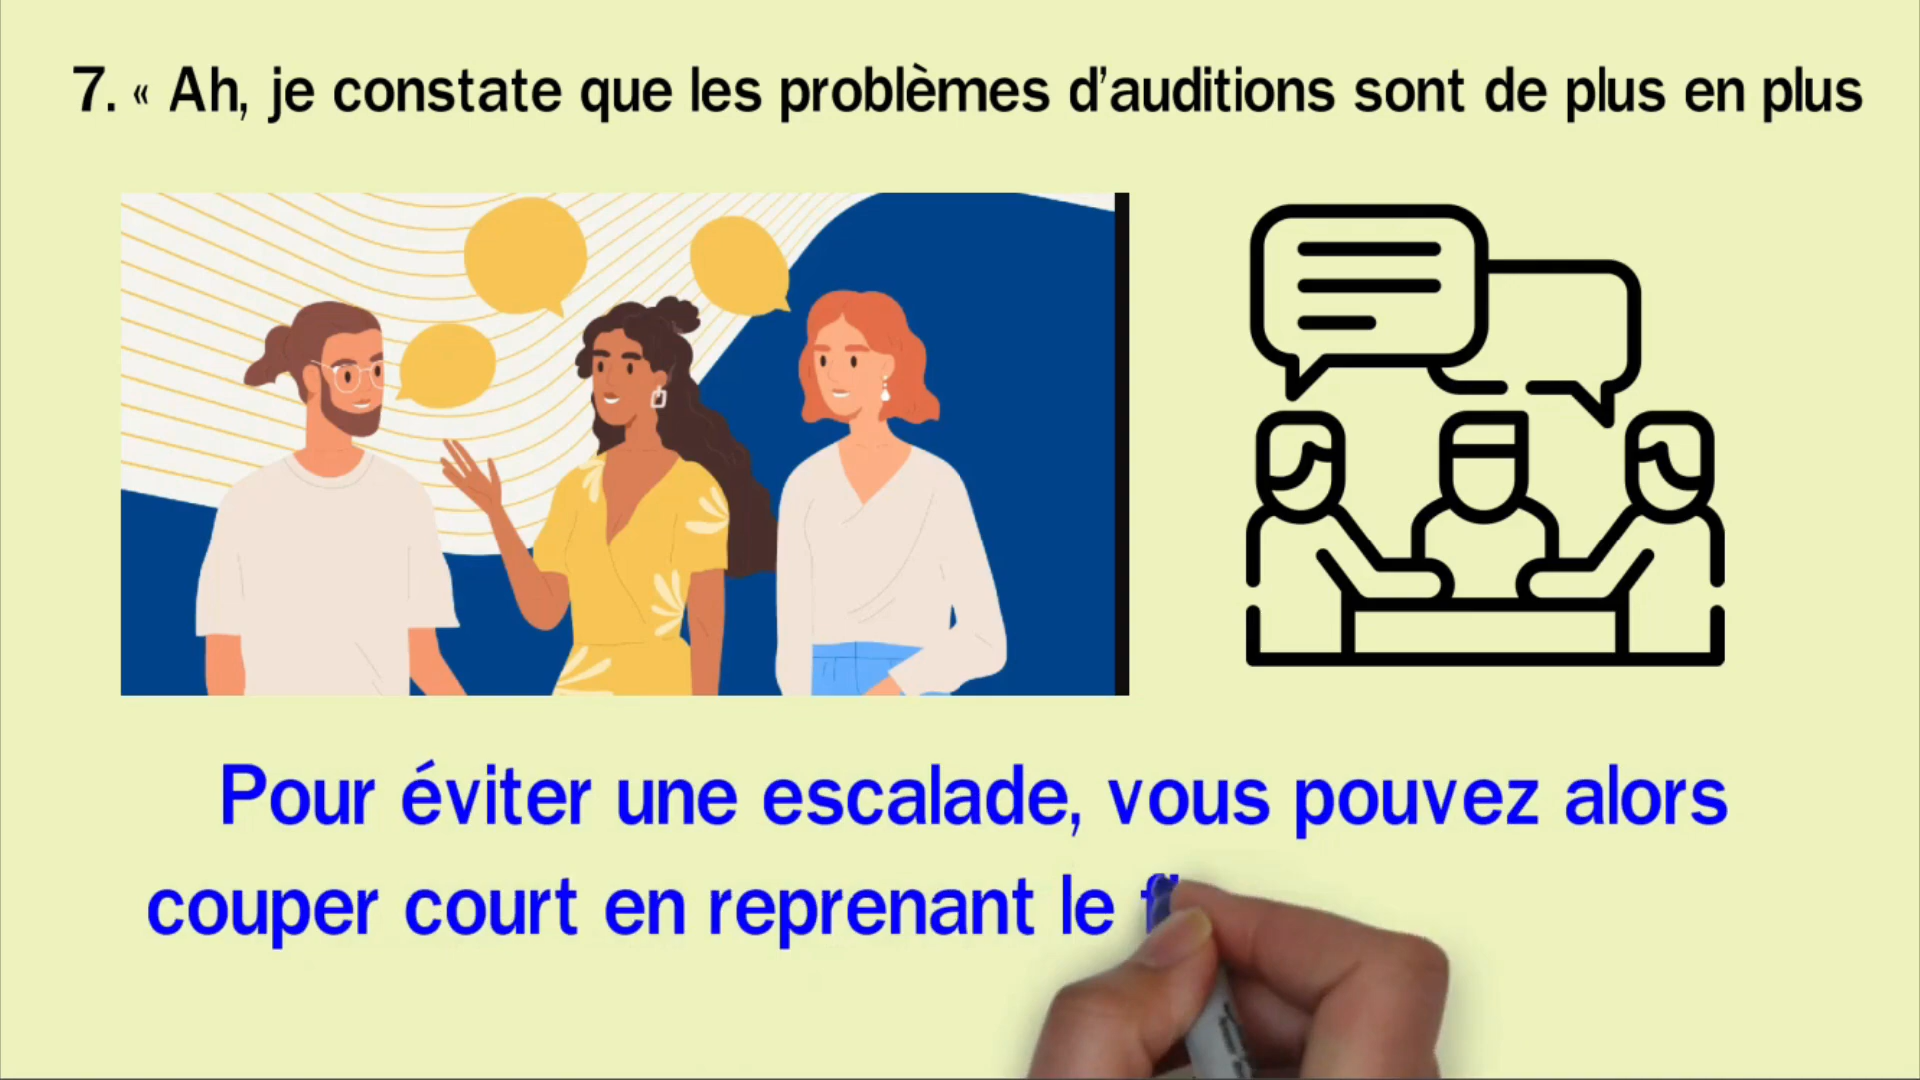 7. « Ah, je constate que les problèmes d'auditions sont de plus en plus
Pour éviter une escalade, vous pouvez alors
couper court en reprenant le